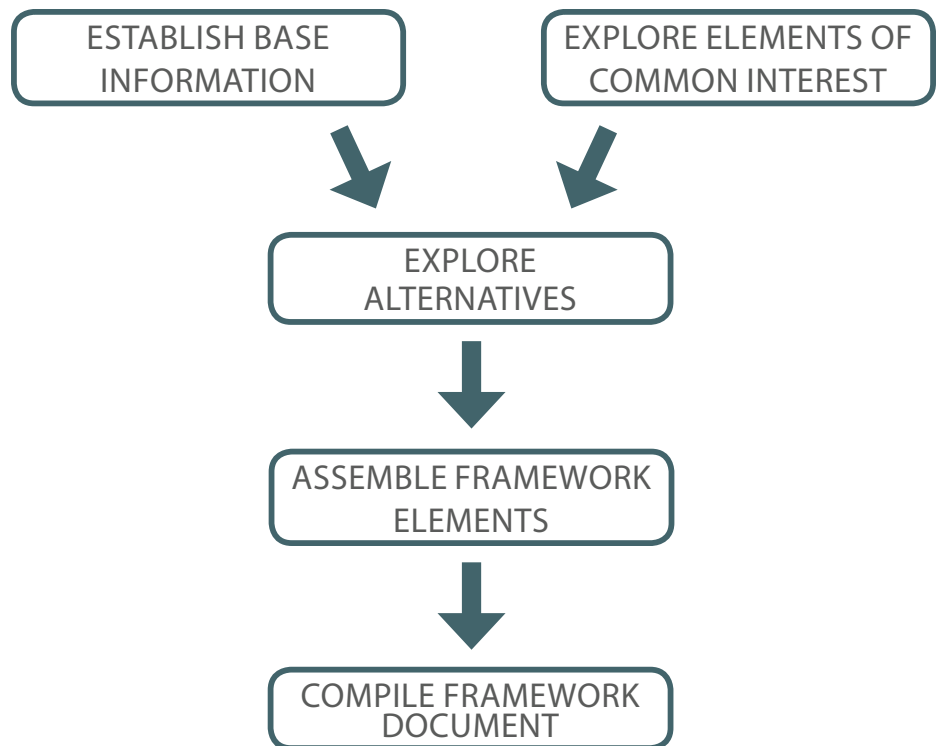 ESTABLISH BASE
INFORMATION
EXPLORE ELEMENTS OF
COMMON INTEREST
EXPLORE
ALTERNATIVES
ASSEMBLE FRAMEWORK
ELEMENTS
COMPILE FRAMEWORK
DOCUMENT